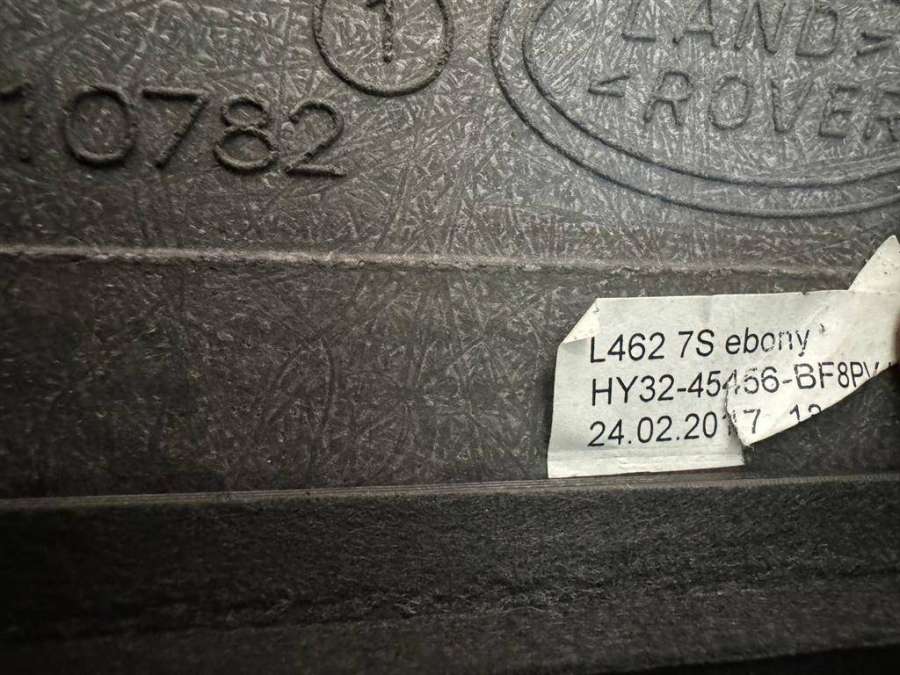 1
LAND
ROVER
10782
L462 7S ebony
HY32-45456-BF8PV
24.02.2017